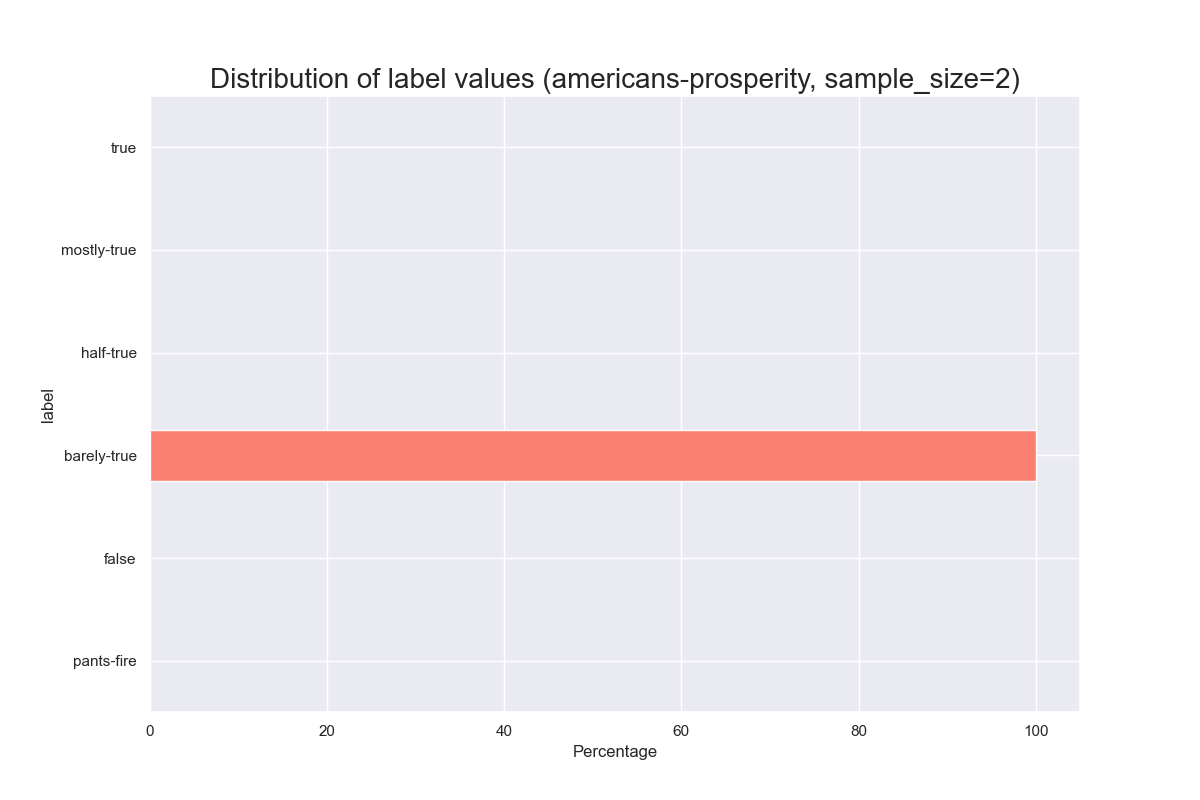 Distribution of label values (americans-prosperity, sample_size=2)
true
mostly-true
half-true
label
barely-true
false
pants-fire
0 20 40 60 80 100
Percentage